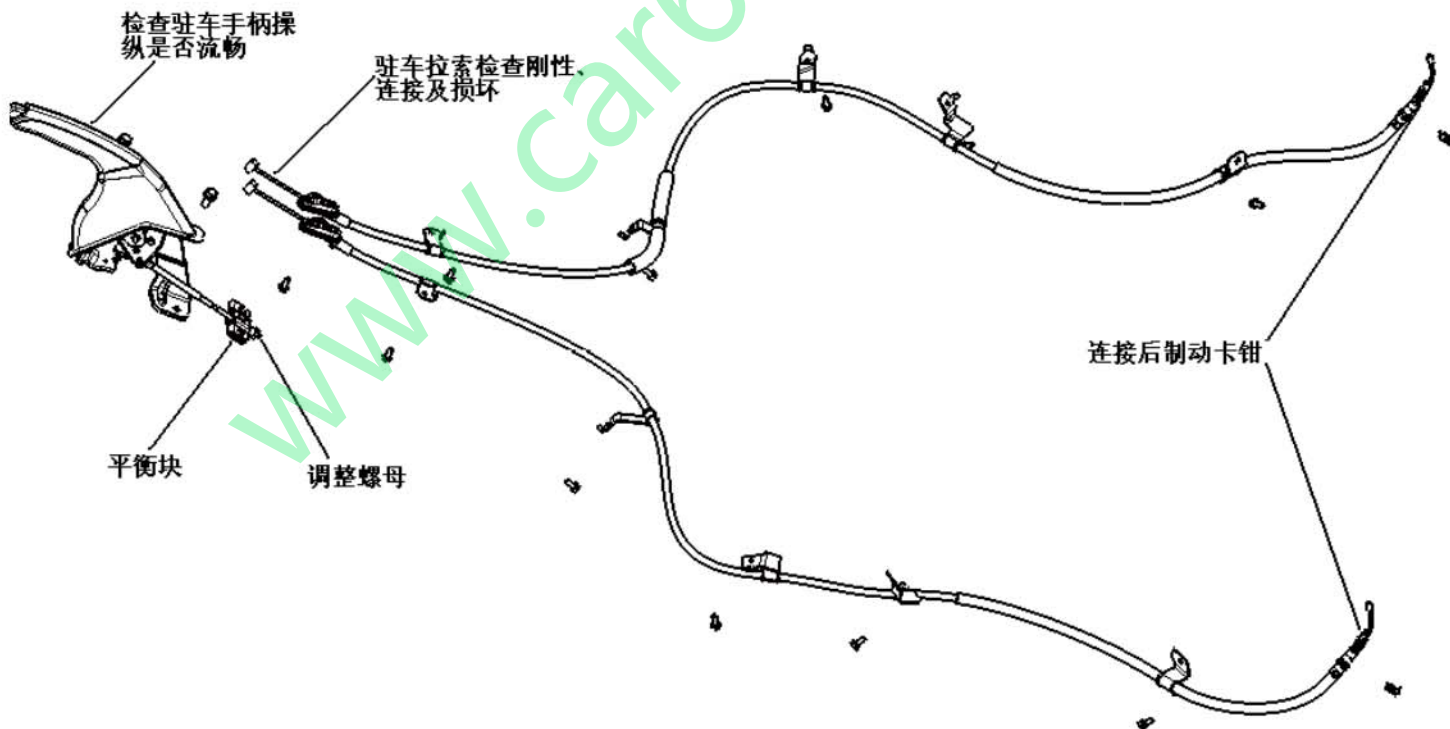 检查驻车手柄操
纵是否流畅
驻车拉索检查刚性、
连接及损坏
连接后制动卡钳
平衡块
调整螺母
www.car6